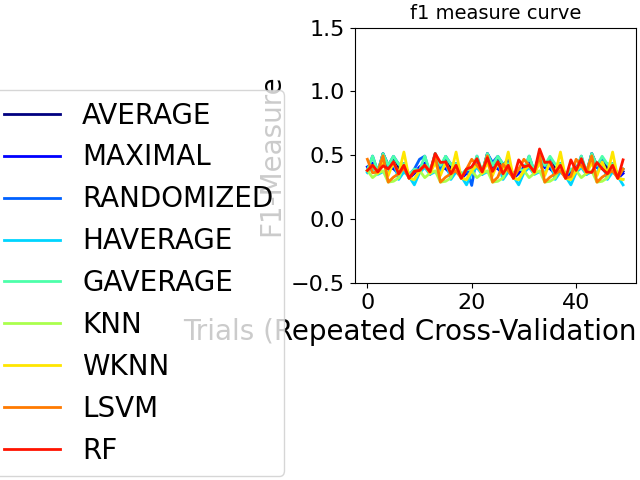 f1 measure curve
1.5
1.0
0.5
0.0
−0.5
0 20 40
F1-Measure
Trials (Repeated Cross-Validation
AVERAGE
MAXIMAL
RANDOMIZED
HAVERAGE
GAVERAGE
KNN
WKNN
LSVM
RF